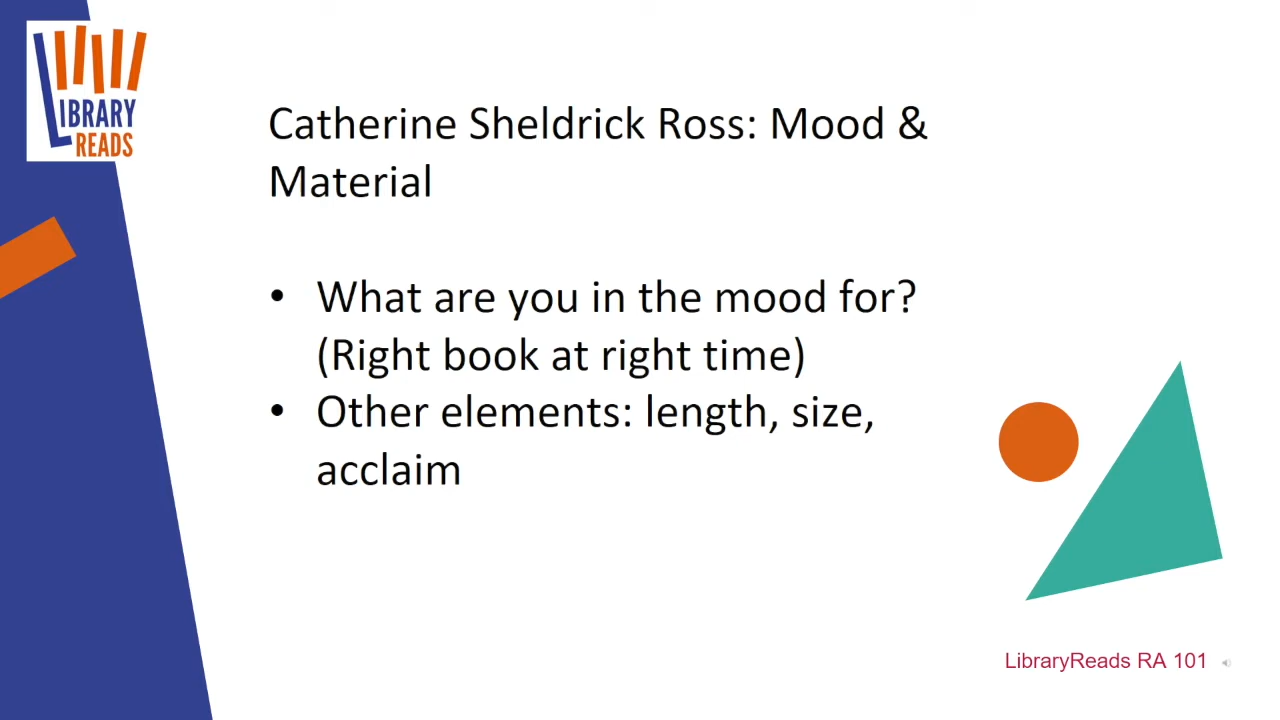 LIBRARY
READS
Catherine Sheldrick Ross: Mood &
Material
• What are you in the mood for?
(Right book at right time)
• Other elements: length, size,
acclaim
LibraryReads RA 101